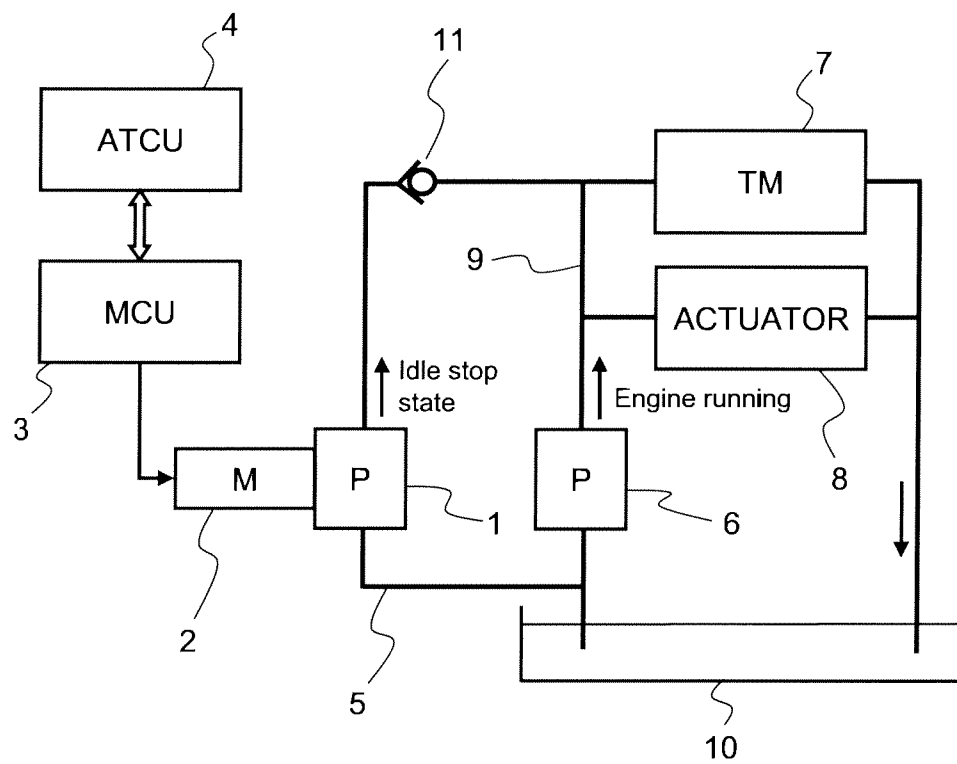 4
11
7
ATCU
TM
9
MCU
ACTUATOR
3
Idle stop
state
Engine running
8
M
P
P
1
6
2
5
10